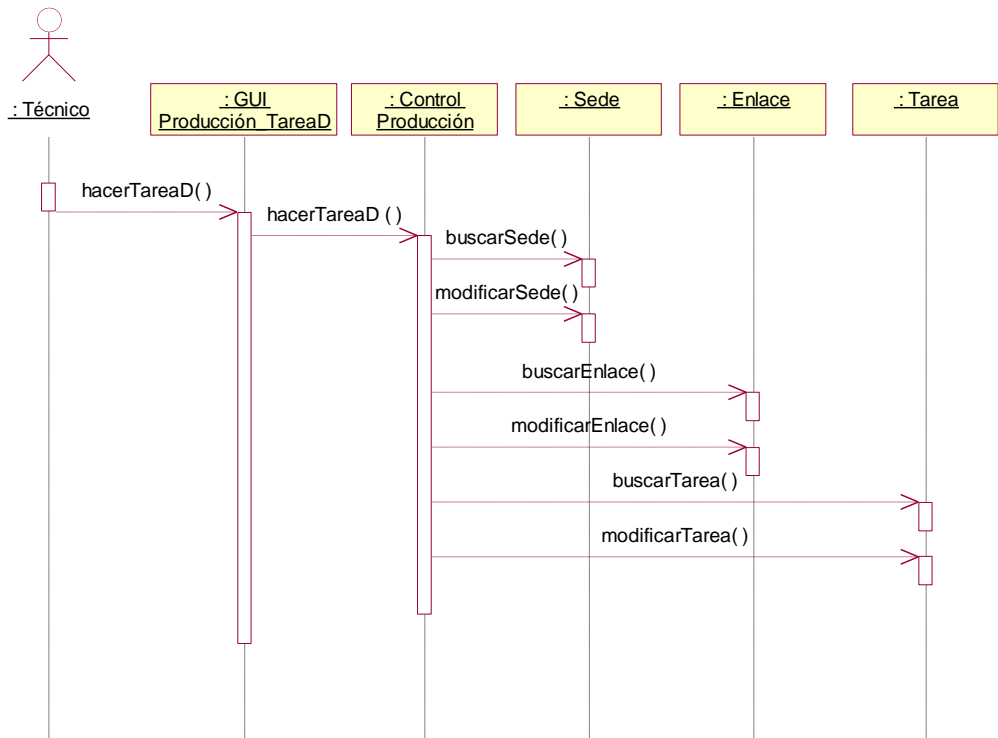 : Técnico
: GUI
Producción_TareaD
: Control
Producción
: Sede
: Enlace
: Tarea
hacerTareaD( )
hacerTareaD ( )
buscarSede( )
modificarSede( )
buscarEnlace( )
modificarEnlace( )
buscarTarea( )
modificarTarea( )